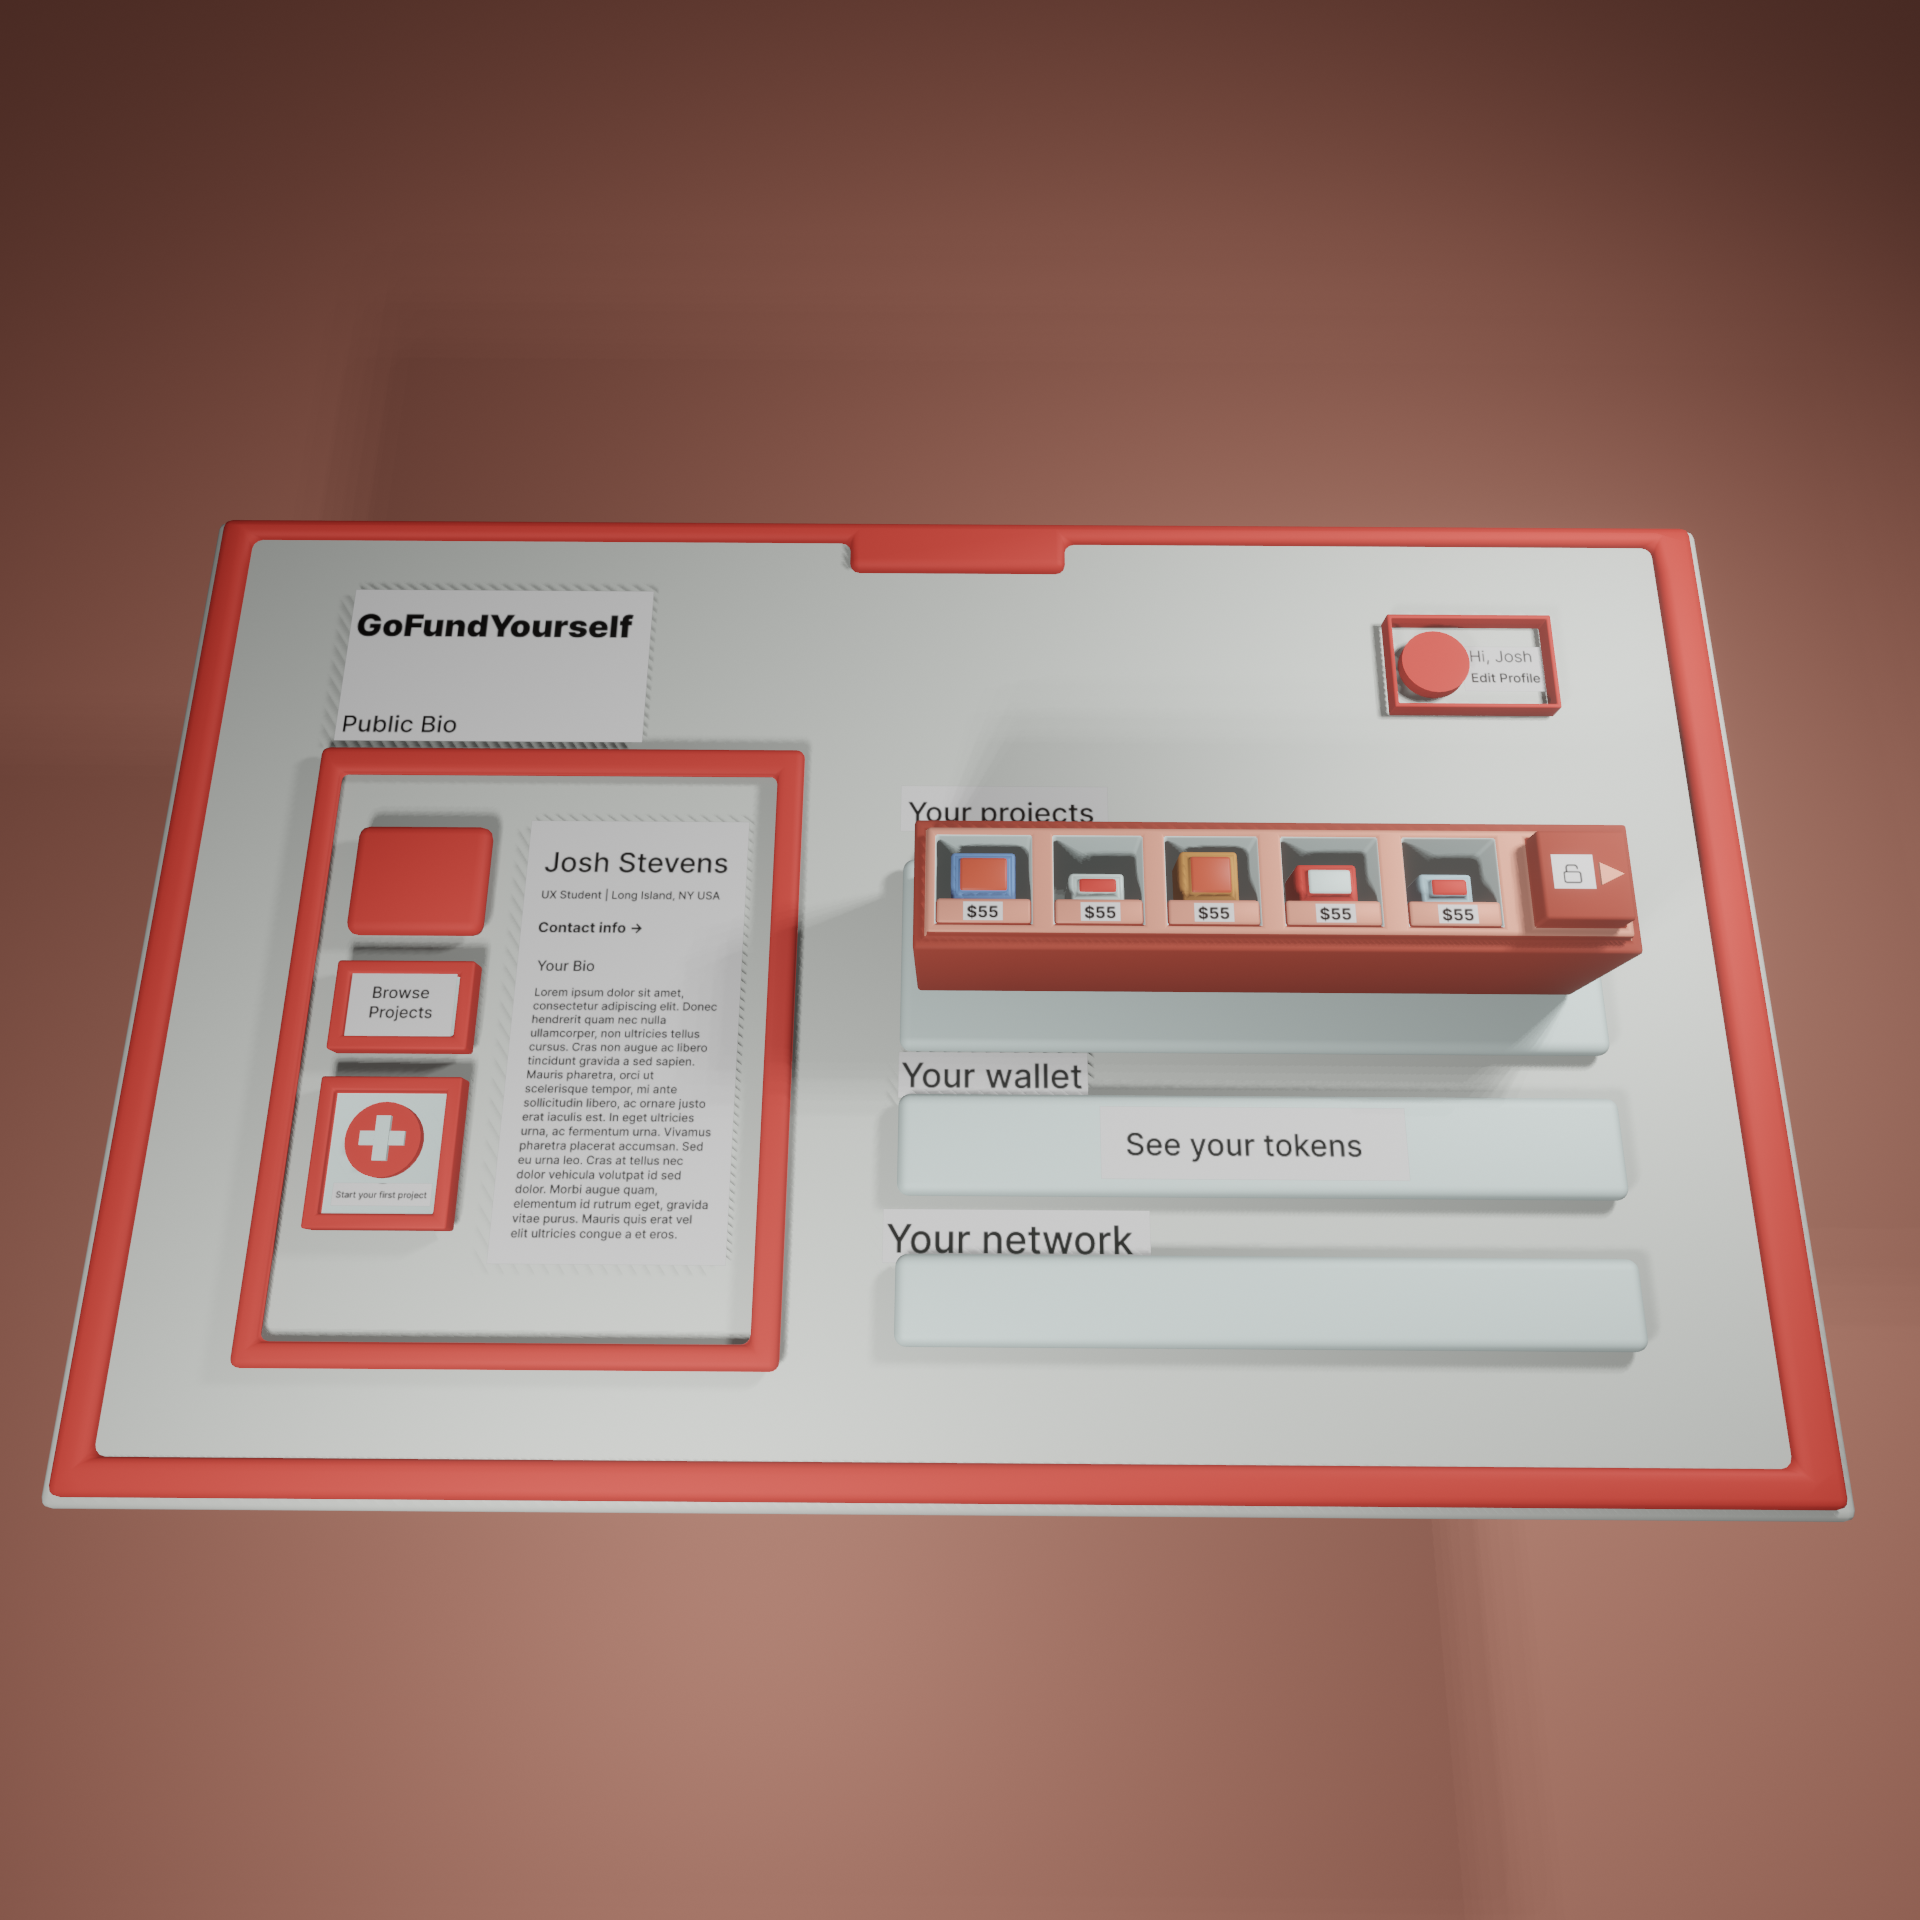 GoFundYourself
Hi, Josh
Edit Profile
Public Bio
Josh Stevens
UX Student | Long Island, NY USA
Contact info →
Your Bio
Lorem ipsum dolor sit amet,
consectetur adipiscing elit. Donec
hendrerit quam nec nulla
ullamcorper, non ultricies tellus
cursus. Cras non augue ac libero
tincidunt gravida a sed sapien.
Mauris pharetra, orci ut
scelerisque tempor, mi ante
sollicitudin libero, ac ornare justo
erat iaculis est. In eget ultricies
urna, ac fermentum urna. Vivamus
pharetra placerat accumsan. Sed
eu urna leo. Cras at tellus nec
dolor vehicula volutpat id sed
dolor. Morbi augue quam,
elementum id rutrum eget, gravida
vitae purus. Mauris quis erat vel
elit ultricies congue a et eros.
Browse
Projects
Start your first project
Your projects
$55
$55
$55
$55
$55
Your wallet
See your tokens
Your network